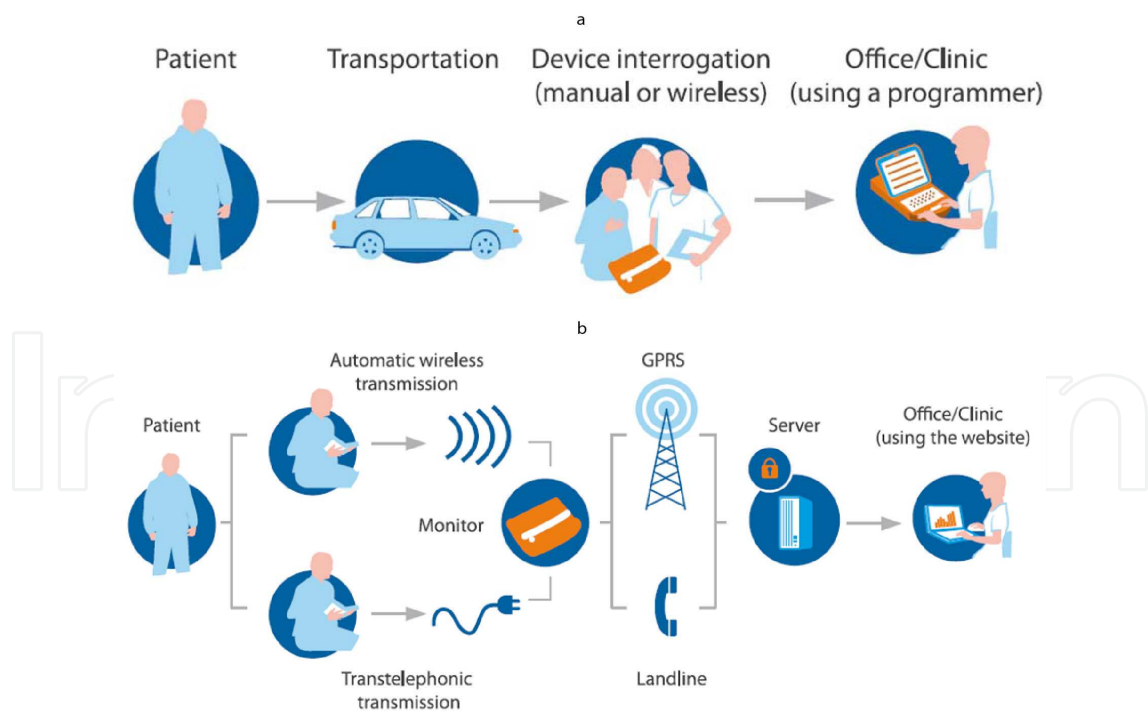 a
Patient
Transportation
Device interrogation
(manual or wireless)
Office/Clinic
(using a programmer)
b
Automatic wireless
transmission
GPRS
Patient
Server
Office/Clinic
(using the website)
Monitor
Transtelephonic
transmission
Landline